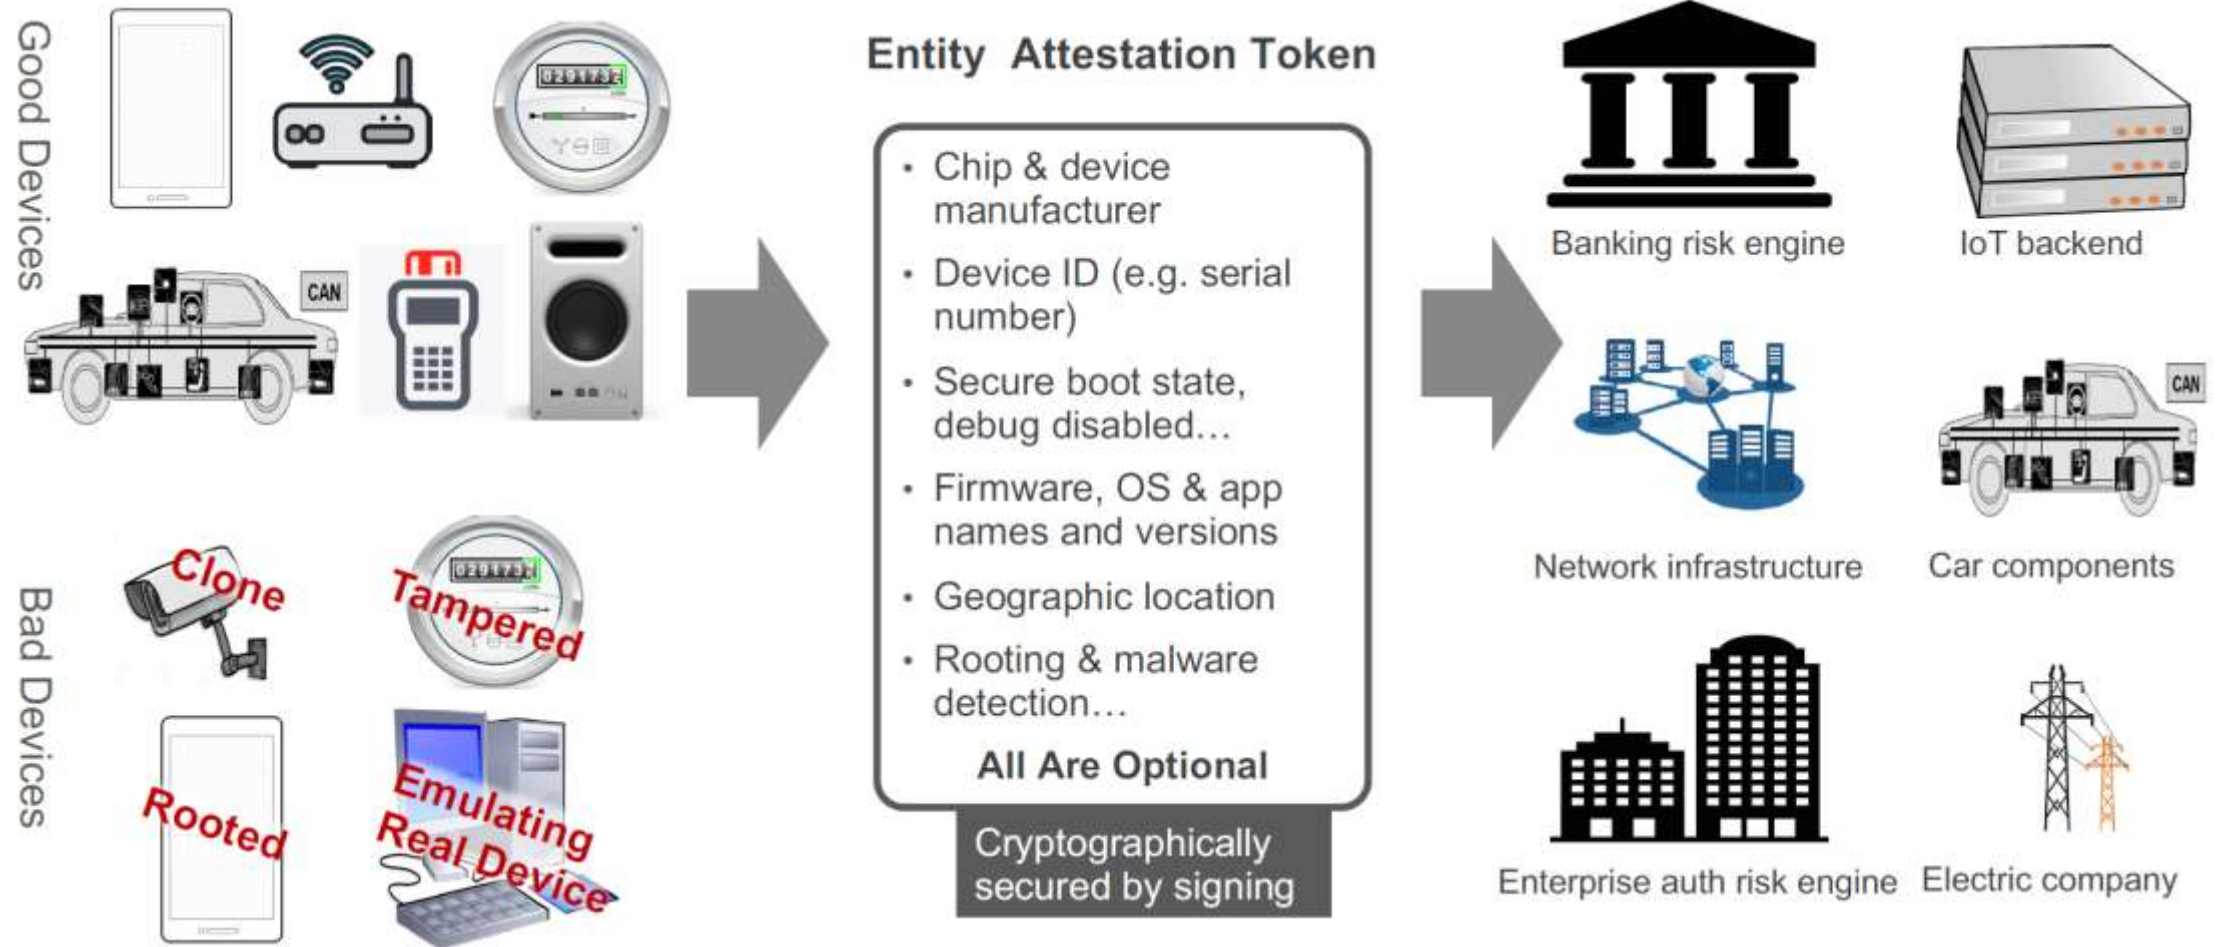 Good Devices
0291732
CAN
Bad Devices
Clone
Tampered
Rooted
Emulating
Real Device
Entity Attestation Token
• Chip & device
manufacturer
• Device ID (e.g. serial
number)
• Secure boot state,
debug disabled...
• Firmware, OS & app
names and versions
• Geographic location
• Rooting & malware
detection...
All Are Optional
Cryptographically
secured by signing
Banking risk engine
IoT backend
Network infrastructure
CAN
Car components
Enterprise auth risk engine
Electric company